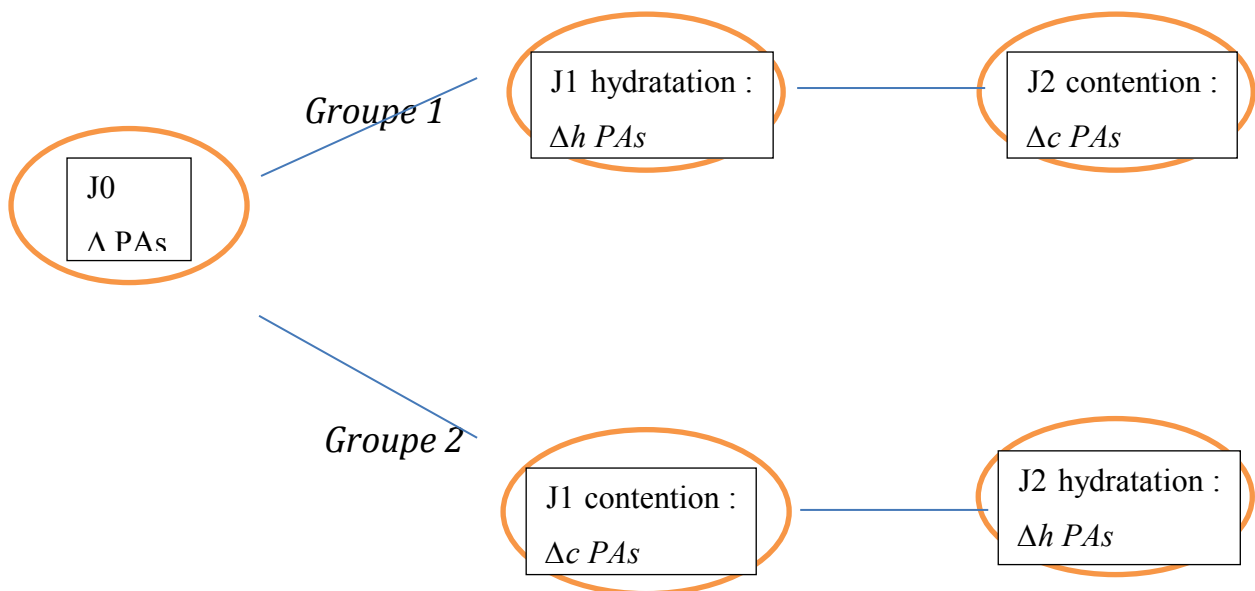 J0
Δ PAs
Groupe 1
J1 hydratation :
Δh PAs
J2 contention :
Δc PAs
Groupe 2
J1 contention :
Δc PAs
J2 hydratation :
Δh PAs